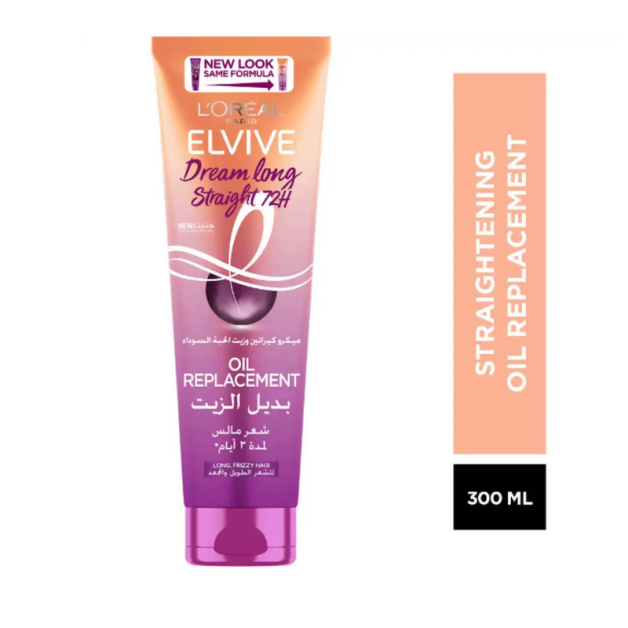 NEW LOOK
SAME FORMULA
L'ORÉAL
PARIS
ELVIVE
Dream long
Straight 72H
NEW
ميكرو كيراتين وزيت الحبة السوداء
OIL
REPLACEMENT
بديل الزيت
شعر مالس
لمدة ٣ أيام*
LONG, FRIZZY HAIR
للشعر الطويل والمجعد
STRAIGHTENING
OIL REPLACEMENT
300 ML